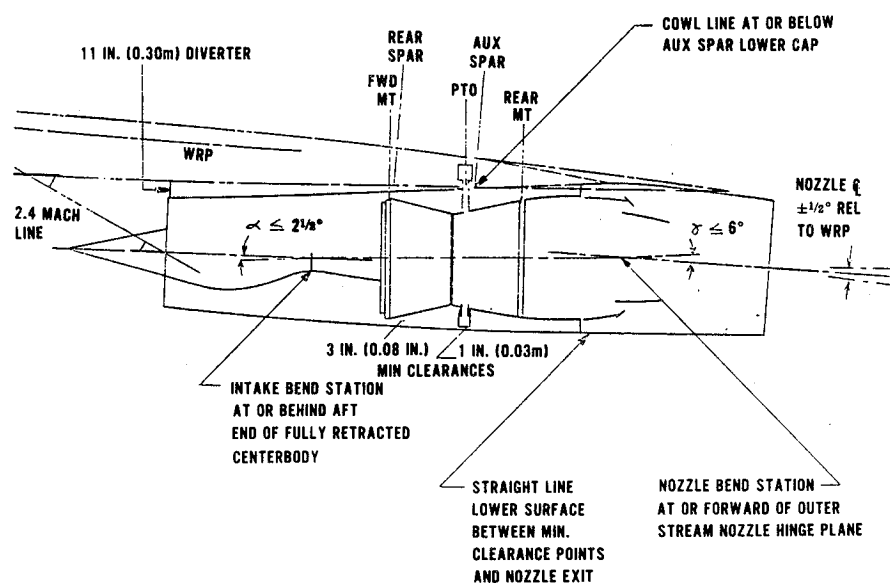 COWL LINE AT OR BELOW
AUX SPAR LOWER CAP
REAR
SPAR
AUX
SPAR
11 IN. (0.30m) DIVERTER
FWD
MT
PTO
REAR
MT
WRP
NOZZLE ℄
±1/2° REL
TO WRP
2.4 MACH
LINE
α ≤ 2 1/2°
γ ≤ 6°
3 IN. (0.08 IN.)
1 IN. (0.03m)
MIN CLEARANCES
INTAKE BEND STATION
AT OR BEHIND AFT
END OF FULLY RETRACTED
CENTERBODY
STRAIGHT LINE
LOWER SURFACE
BETWEEN MIN.
CLEARANCE POINTS
AND NOZZLE EXIT
NOZZLE BEND STATION
AT OR FORWARD OF OUTER
STREAM NOZZLE HINGE PLANE